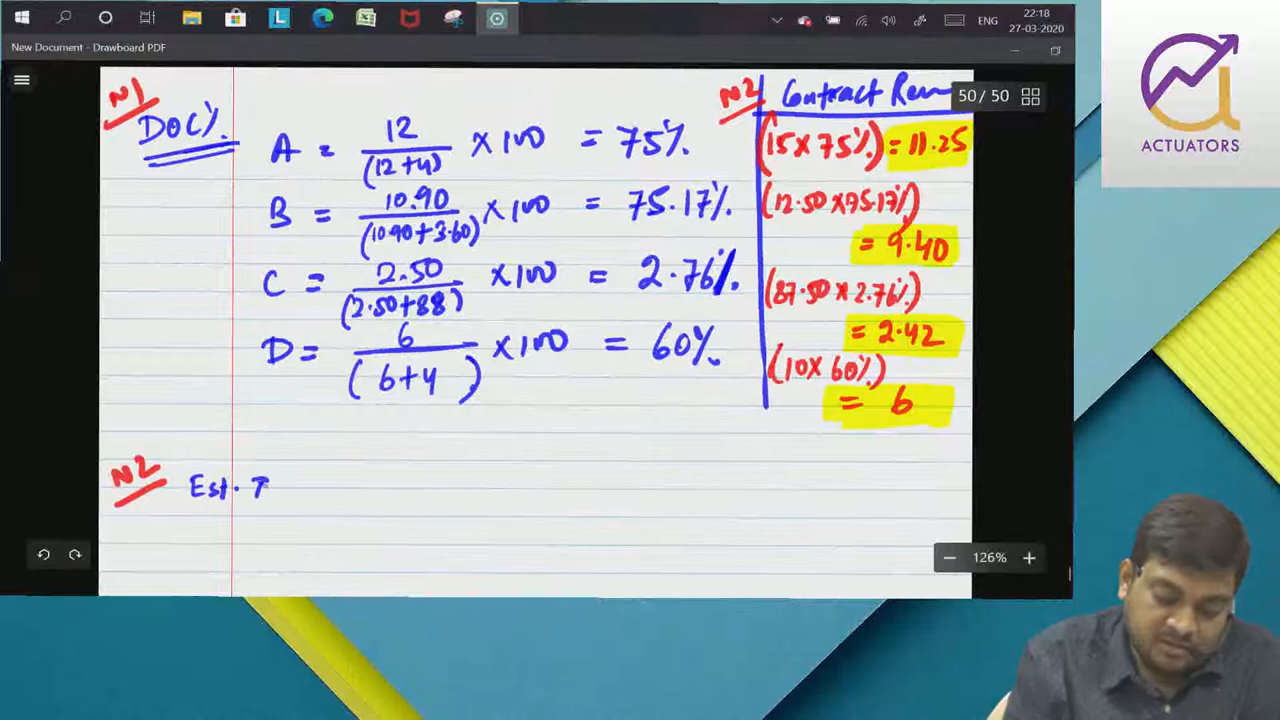 22:18
ENG
27-03-2020
New Document - Drawboard PDF
50 / 50
N1
DOC%.
A = 12 / (12+4) × 100 = 75%
B = 10.90 / (10.90+3.60) × 100 = 75.17%.
C = 2.50 / (2.50+88) × 100 = 2.76%.
D = 6 / (6+4) × 100 = 60%.
N2
Contract Rev
(15×75%) = 11.25
(12.50×75.17%)
= 9.40
(87.50×2.76%)
= 2.42
(10×60%)
= 6
N2 Est.
126%
ACTUATORS